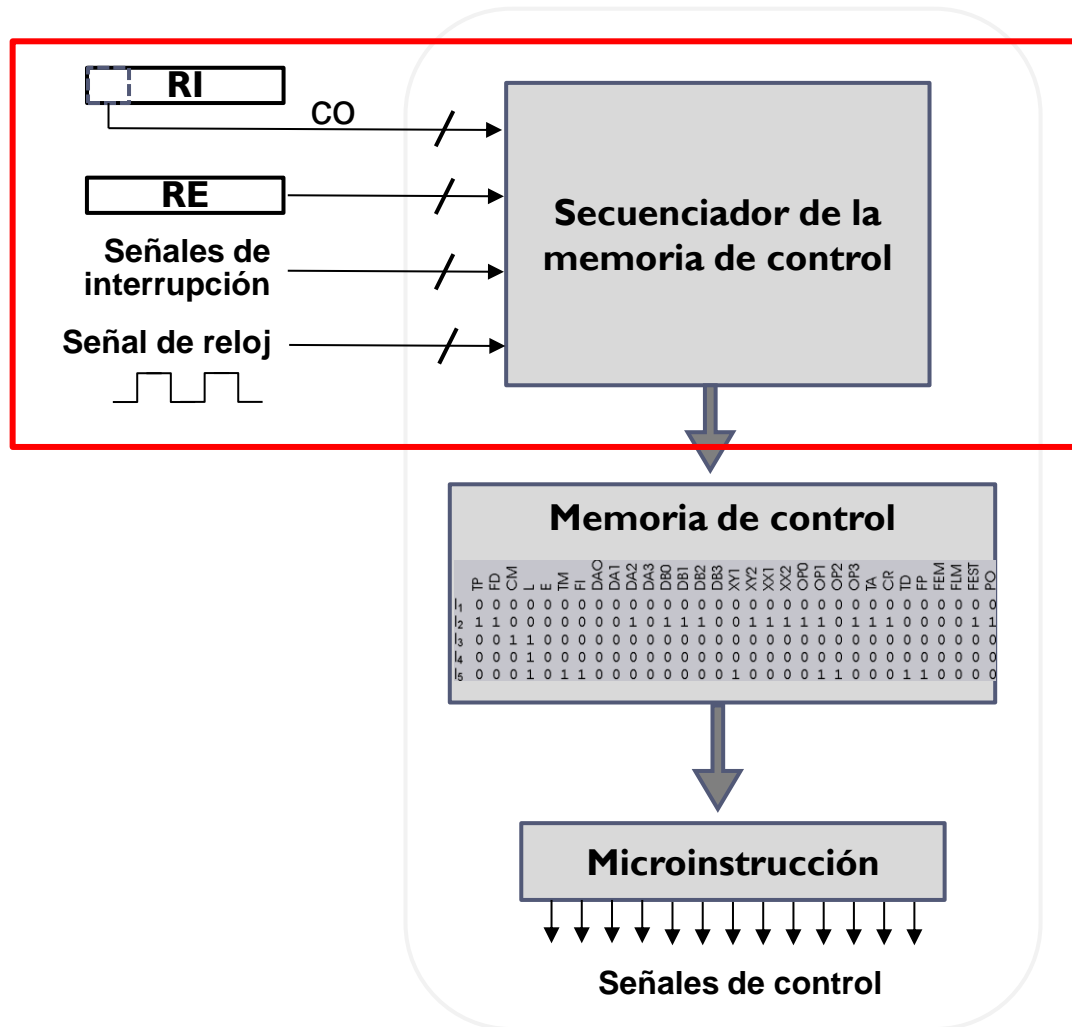 RI
CO
RE
Señales de
interrupción
Señal de reloj
Secuenciador de la
memoria de control
Memoria de control
TP FD CM L E TM FI DAO DA1 DA2 DA3 DB0 DB1 DB2 DB3 XY1 XY2 XX1 XX2 OP0 OP1 OP2 OP3 TA CR TD FP FEM FLM FEST PO
I1 0 0 0 0 0 0 0 0 0 0 0 0 0 0 0 0 0 0 0 0 0 0 0 0 0 0 0 0 0 0 0
I2 1 1 0 0 0 0 0 0 0 1 0 1 1 1 0 0 1 1 1 1 1 0 1 1 1 0 0 0 0 1 1
I3 0 0 1 1 0 0 0 0 0 0 0 0 0 0 0 0 0 0 0 0 0 0 0 0 0 0 0 0 0 0 0
I4 0 0 0 1 0 0 0 0 0 0 0 0 0 0 0 0 0 0 0 0 0 0 0 0 0 0 0 0 0 0 0
I5 0 0 0 1 0 1 1 0 0 0 0 0 0 0 0 1 0 0 0 0 1 1 0 0 0 1 1 0 0 0 0
Microinstrucción
Señales de control